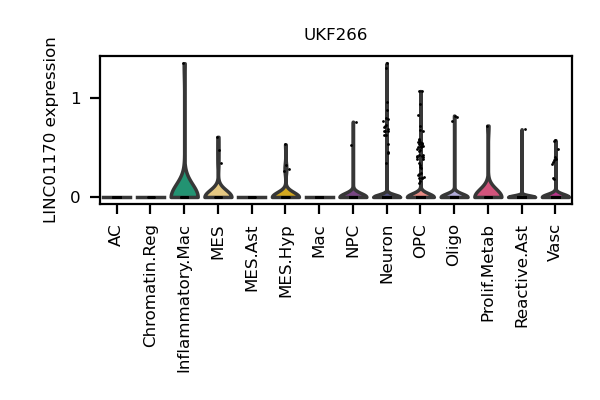 UKF266
LINC01170 expression
1
0
AC
Chromatin.Reg
Inflammatory.Mac
MES
MES.Ast
MES.Hyp
Mac
NPC
Neuron
OPC
Oligo
Prolif.Metab
Reactive.Ast
Vasc